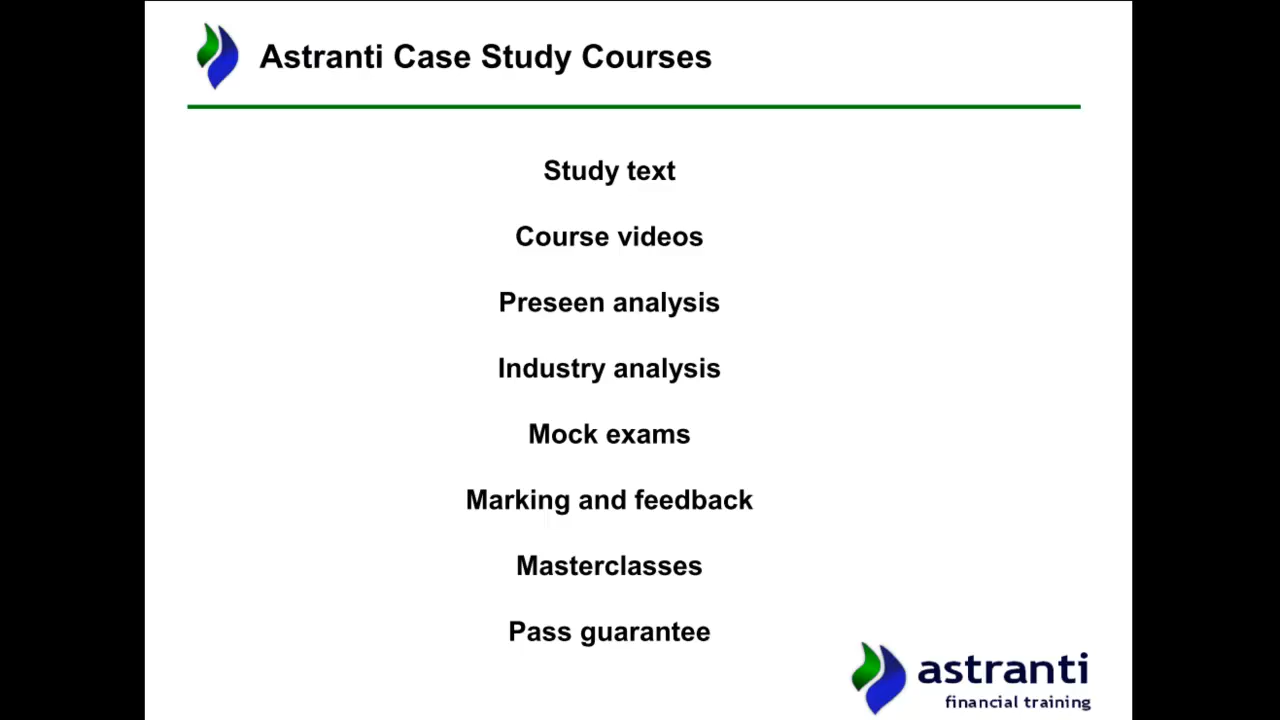 Astranti Case Study Courses
Study text
Course videos
Preseen analysis
Industry analysis
Mock exams
Marking and feedback
Masterclasses
Pass guarantee
astranti
financial training